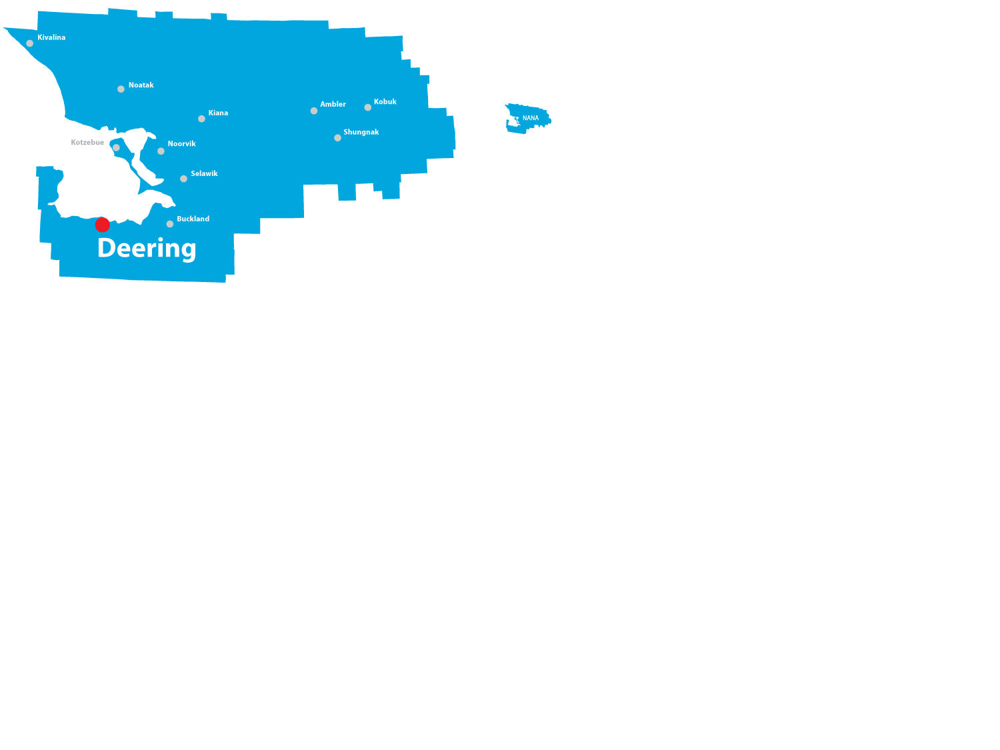 Kivalina
Noatak
Ambler
Kobuk
Kiana
NANA
Shungnak
Kotzebue
Noorvik
Selawik
Buckland
Deering